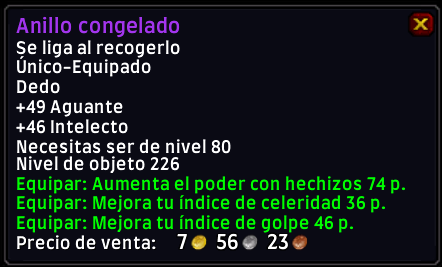 Anillo congelado
Se liga al recogerlo
Único-Equipado
Dedo
+49 Aguante
+46 Intelecto
Necesitas ser de nivel 80
Nivel de objeto 226
Equipar: Aumenta el poder con hechizos 74 p.
Equipar: Mejora tu índice de celeridad 36 p.
Equipar: Mejora tu índice de golpe 46 p.
Precio de venta: 7 56 23